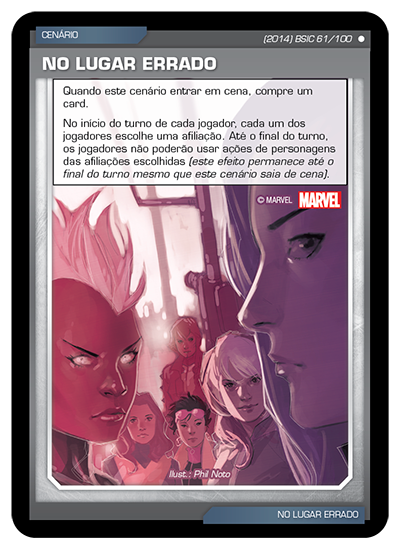 CENÁRIO
(2014) BSIC 61/100 ●
NO LUGAR ERRADO
Quando este cenário entrar em cena, compre um
card.
No início do turno de cada jogador, cada um dos
jogadores escolhe uma afiliação. Até o final do turno,
os jogadores não poderão usar ações de personagens
das afiliações escolhidas (este efeito permanece até o
final do turno mesmo que este cenário saia de cena).
© MARVEL MARVEL
Ilust.: Phil Noto
NO LUGAR ERRADO